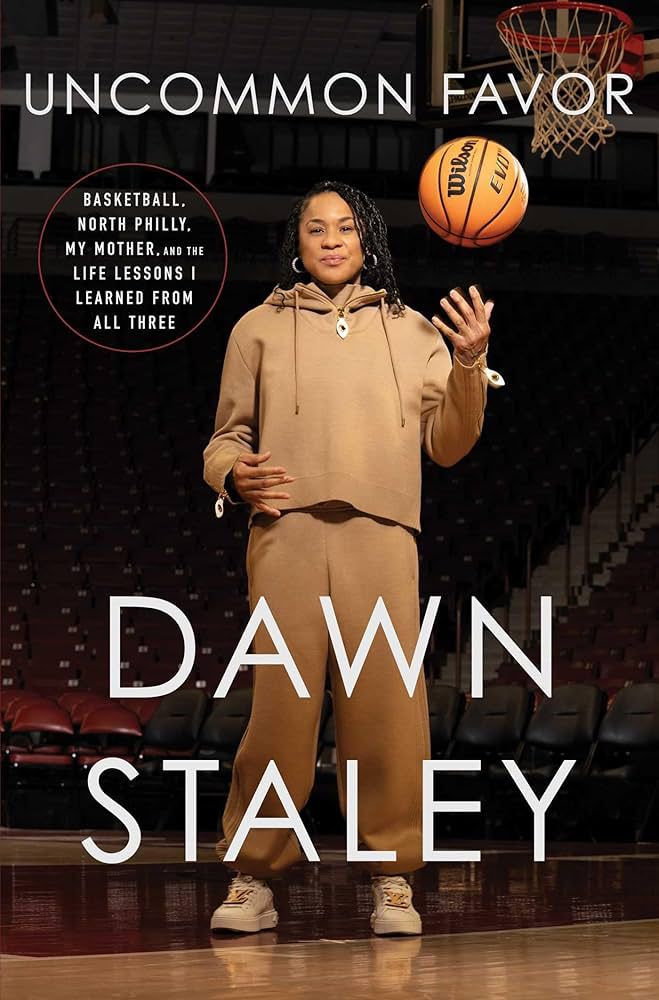 UNCOMMON FAVOR
BASKETBALL,
NORTH PHILLY,
MY MOTHER, AND THE
LIFE LESSONS I
LEARNED FROM
ALL THREE
Wilson
EVO
DAWN
STALEY